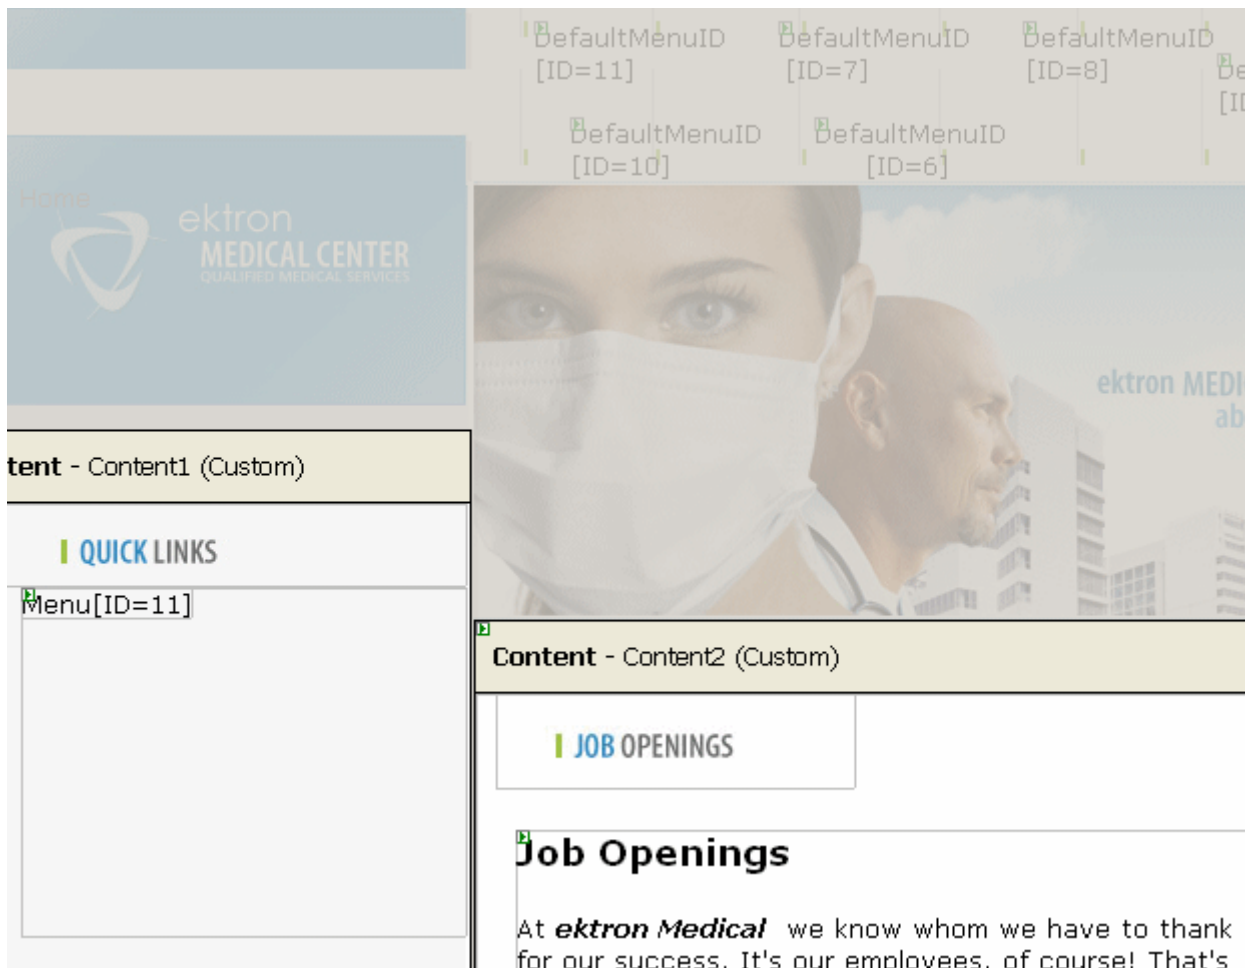 DefaultMenuID DefaultMenuID DefaultMenuID
[ID=11] [ID=7] [ID=8]
DefaultMenuID DefaultMenuID
[ID=10] [ID=6]
Home
ektron
MEDICAL CENTER
QUALIFIED MEDICAL SERVICES
ektron
tent - Content1 (Custom)
QUICK LINKS
Menu[ID=11]
Content - Content2 (Custom)
JOB OPENINGS
Job Openings
At ektron Medical we know whom we have to thank
for our success. It's our employees, of course! That's